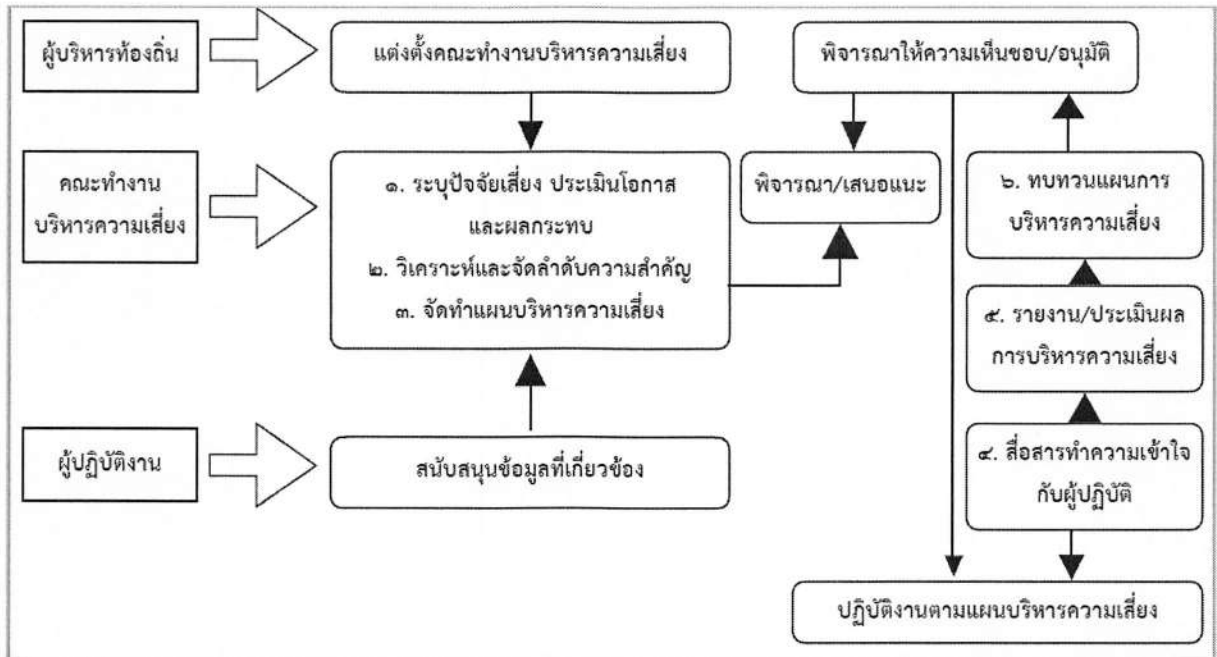 ผู้บริหารท้องถิ่น
แต่งตั้งคณะทำงานบริหารความเสี่ยง
พิจารณาให้ความเห็นชอบ/อนุมัติ
คณะทำงาน
บริหารความเสี่ยง
๑. ระบุปัจจัยเสี่ยง ประเมินโอกาส
และผลกระทบ
๒. วิเคราะห์และจัดลำดับความสำคัญ
๓. จัดทำแผนบริหารความเสี่ยง
พิจารณา/เสนอแนะ
๖. ทบทวนแผนการ
บริหารความเสี่ยง
๕. รายงาน/ประเมินผล
การบริหารความเสี่ยง
ผู้ปฏิบัติงาน
สนับสนุนข้อมูลที่เกี่ยวข้อง
๔. สื่อสารทำความเข้าใจ
กับผู้ปฏิบัติ
ปฏิบัติงานตามแผนบริหารความเสี่ยง